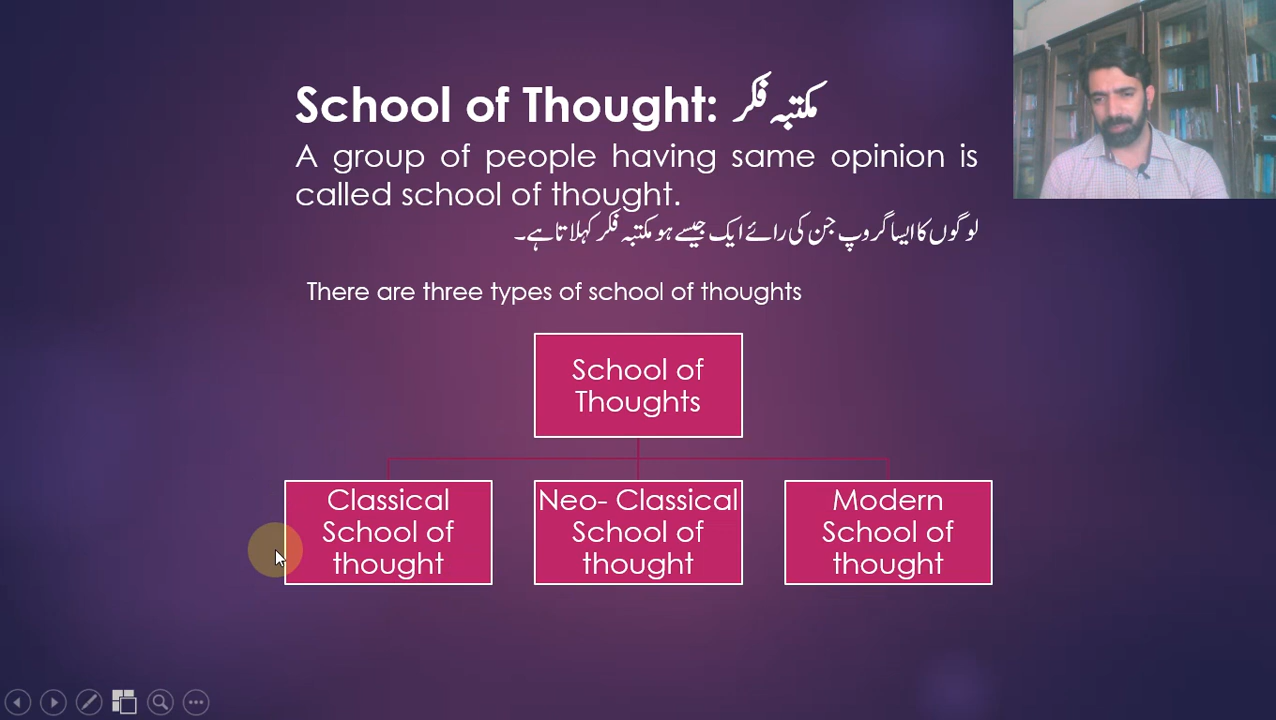 School of Thought: مکتبہ فکر
A group of people having same opinion is
called school of thought.
لوگوں کا ایسا گروپ جن کی رائے ایک جیسے ہو مکتبہ فکر کہلاتا ہے۔
There are three types of school of thoughts
School of
Thoughts
Classical
School of
thought
Neo- Classical
School of
thought
Modern
School of
thought